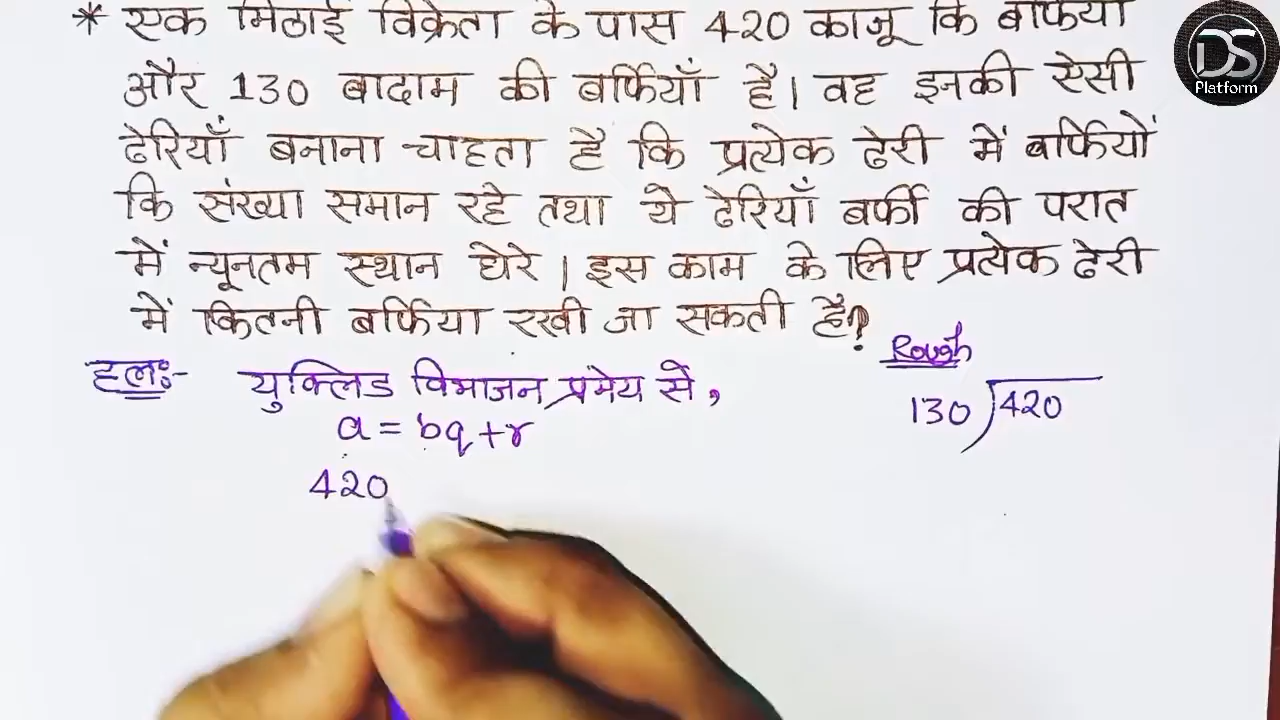 * एक मिठाई विक्रेता के पास 420 काजू कि बर्फियाँ
और 130 बादाम की बर्फियाँ है। वह इनकी ऐसी
ढेरियाँ बनाना चाहता है कि प्रत्येक ढेरी में बर्फियों
कि संख्या समान रहे तथा ये ढेरियाँ बर्फी की परात
में न्यूनतम स्थान घेरे। इस काम के लिए प्रत्येक ढेरी
में कितनी बर्फिया रखी जा सकती है?
हलः- युक्लिड विभाजन प्रमेय से,
a = bq + r
420
Rough
130 ) 420
DS
Platform